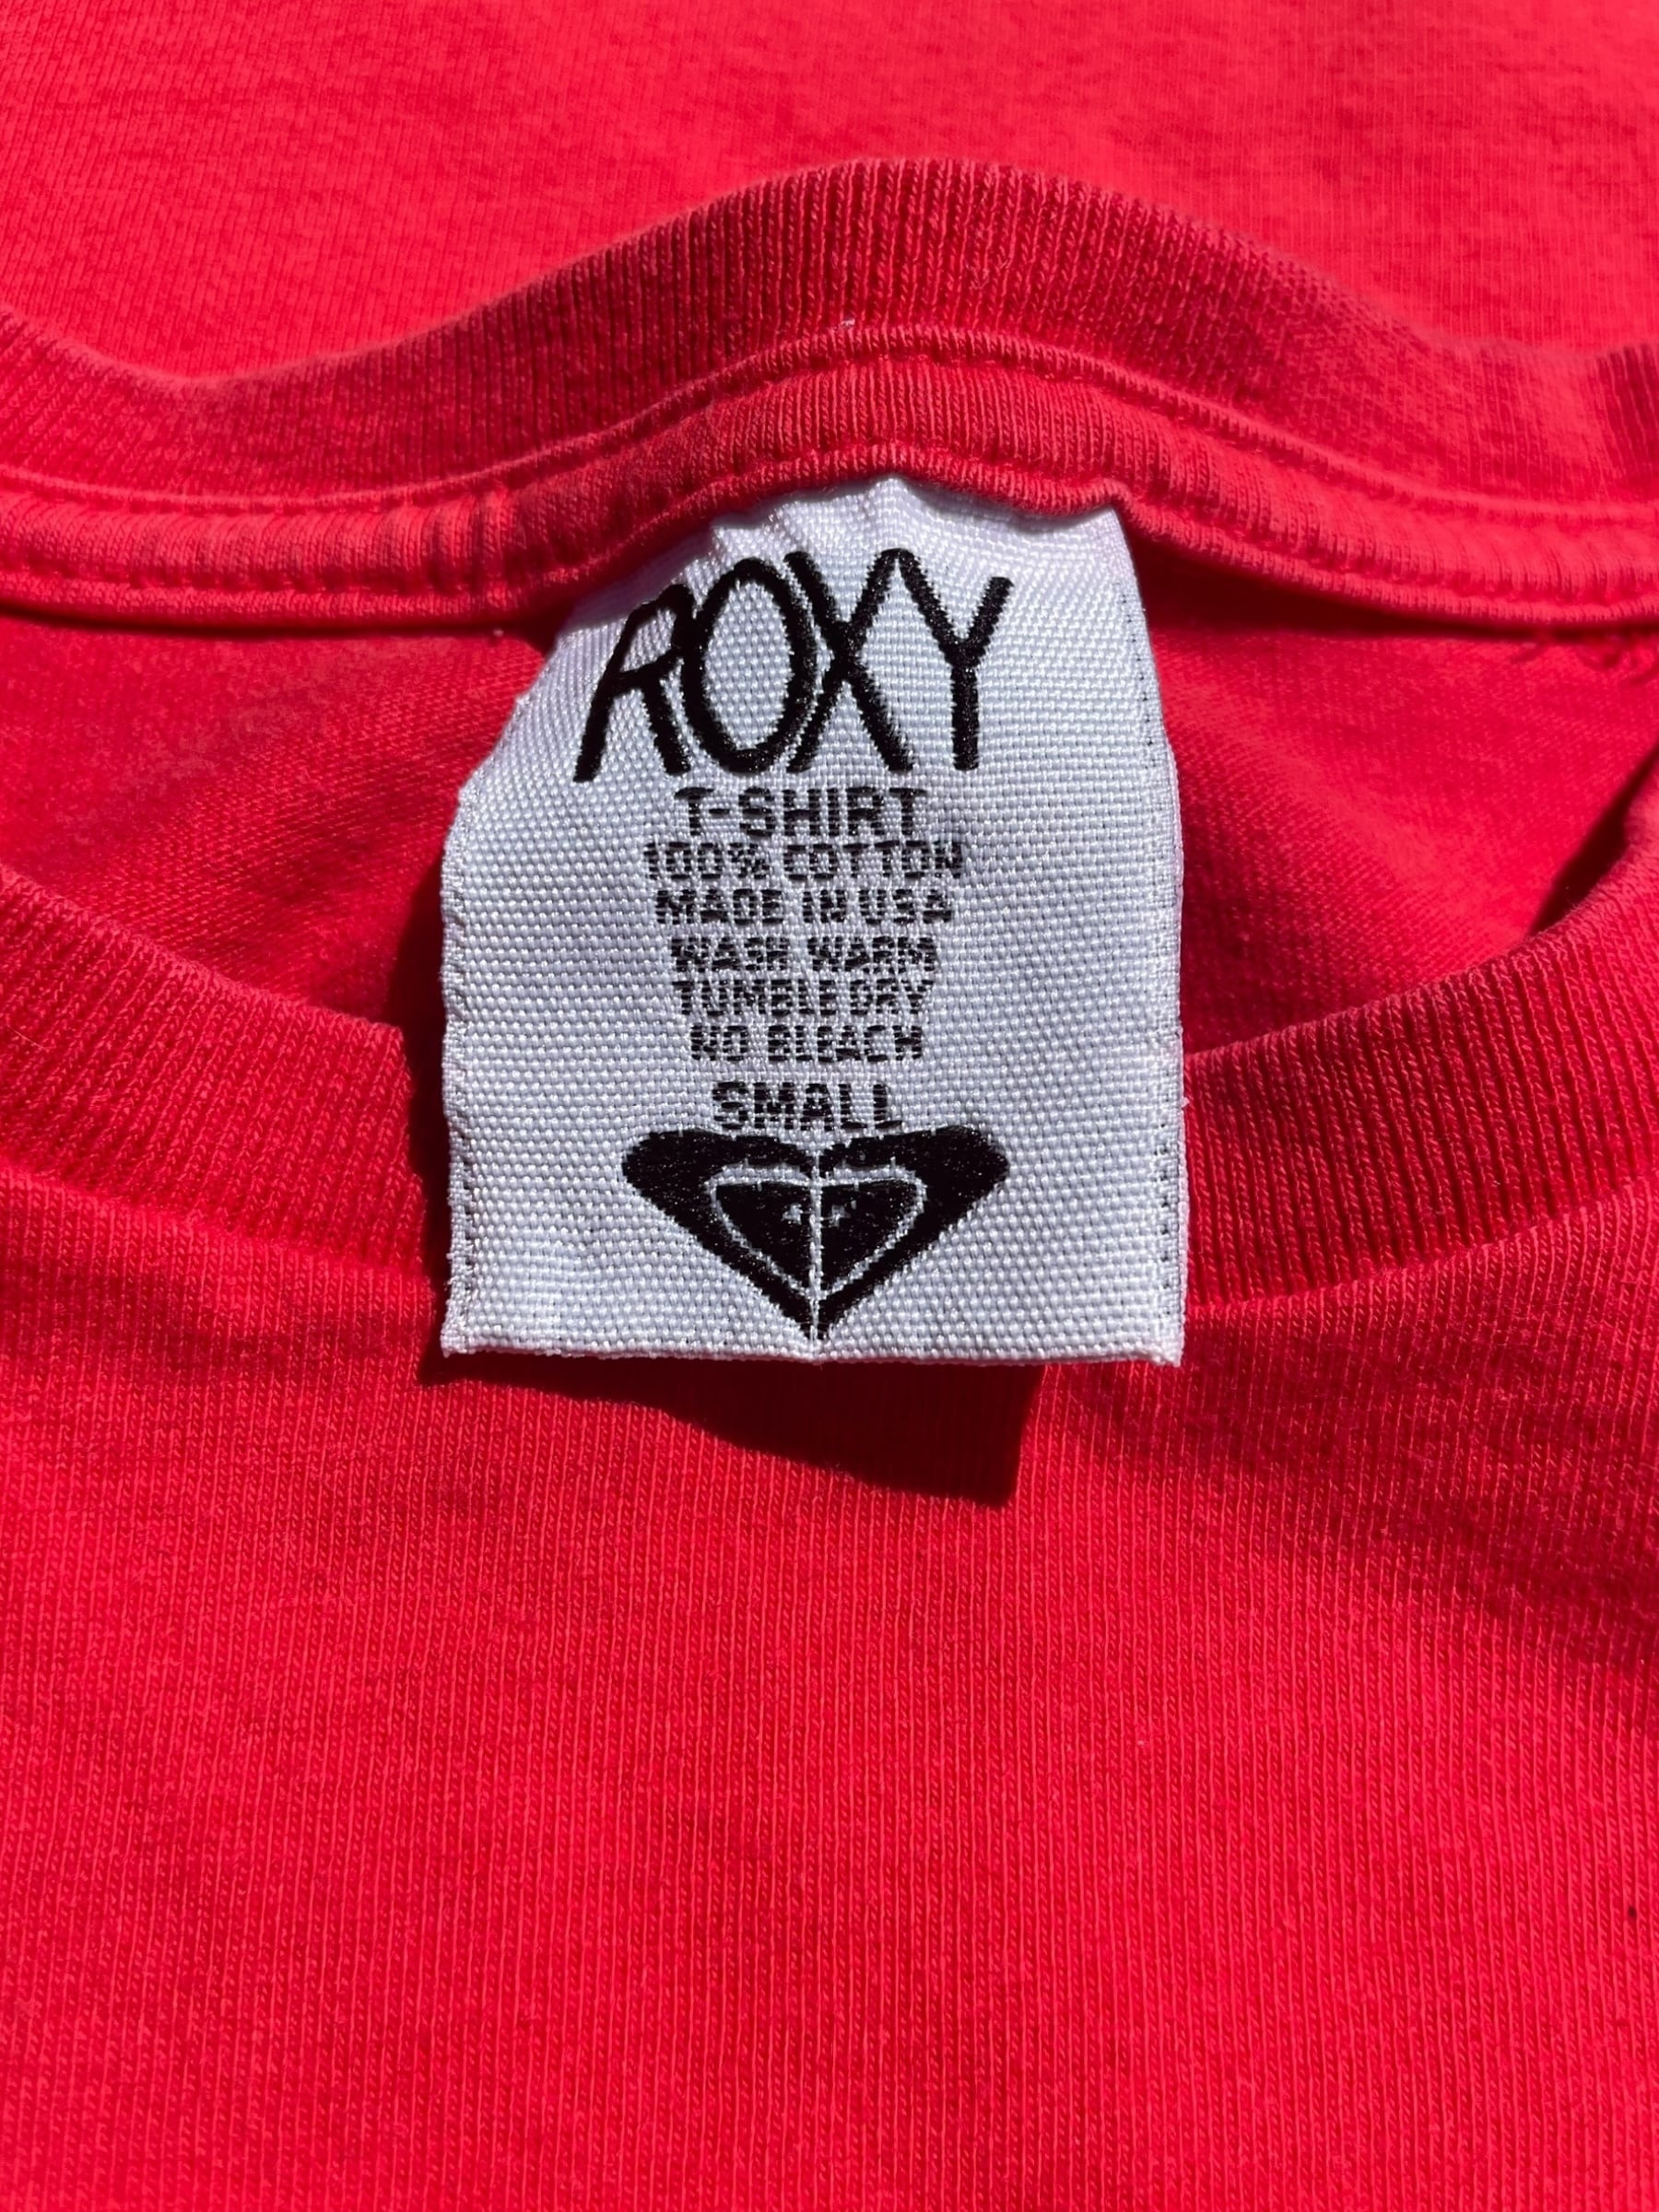 ROXY
T-SHIRT
100% COTTON
MADE IN USA
WASH WARM
TUMBLE DRY
NO BLEACH
SMALL